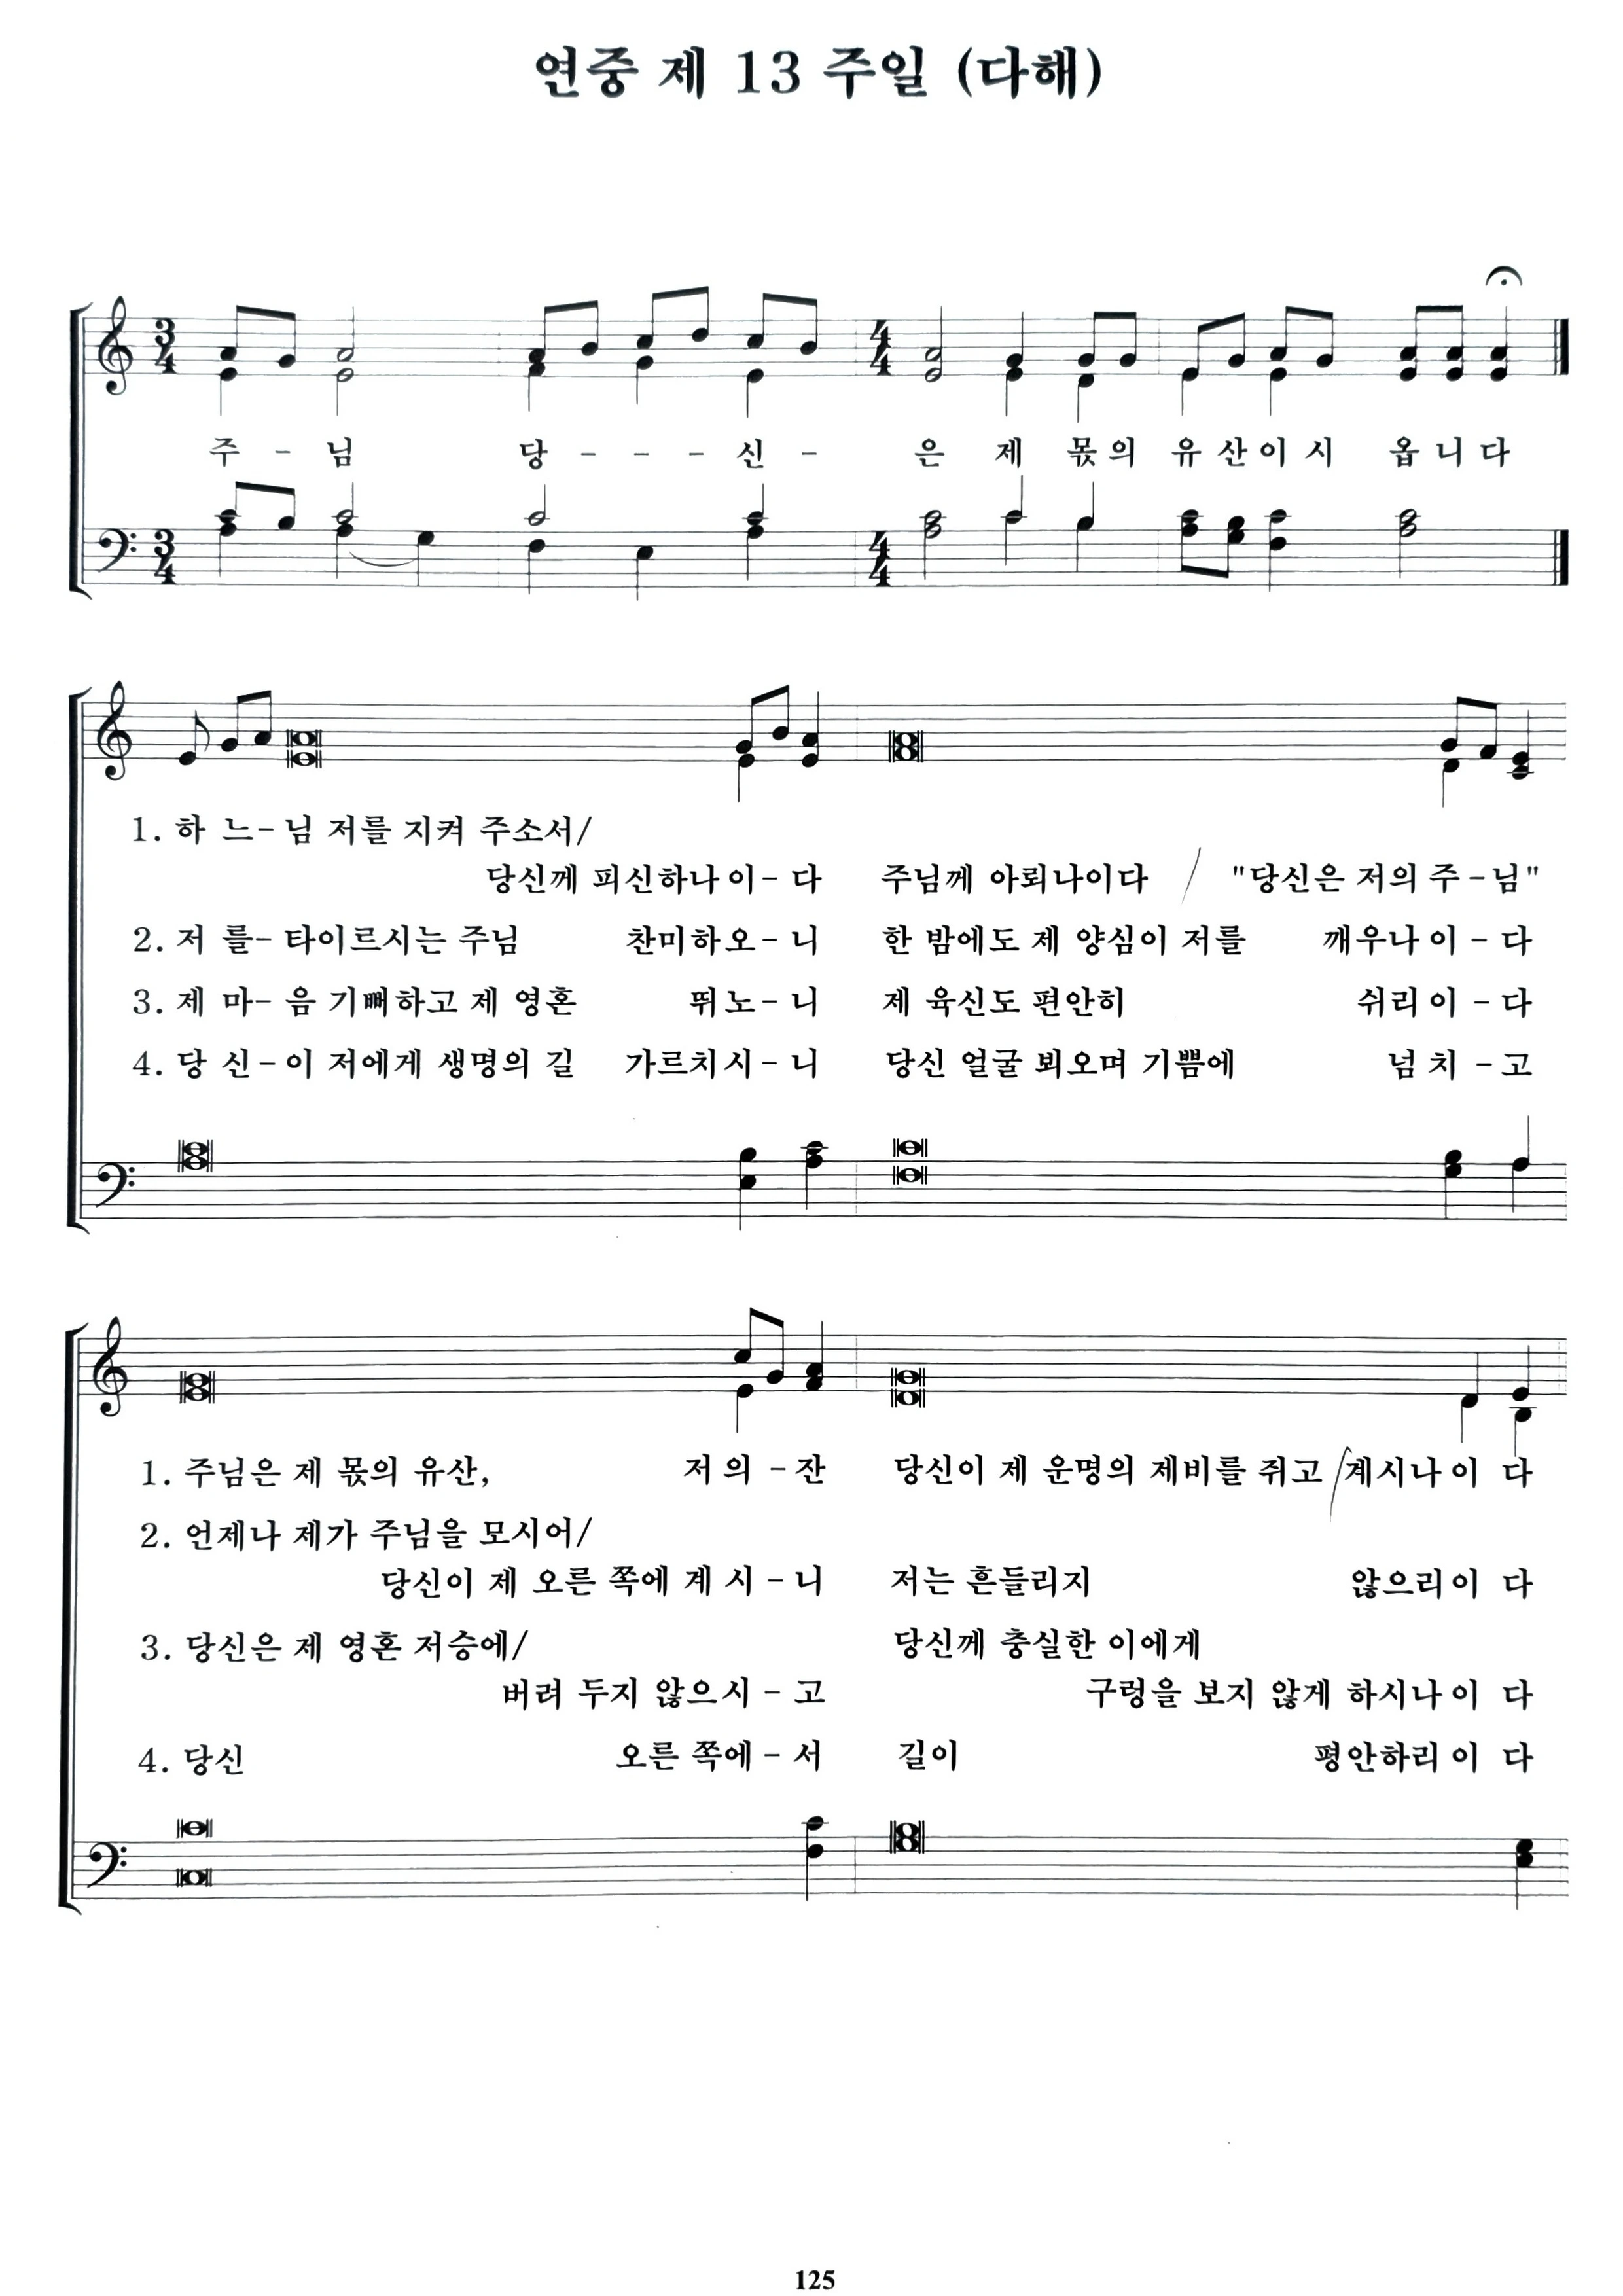 연중 제 13 주일 (다해)
주 - 님 당 - - - 신 - 은 제 몫의 유 산이 시 옵니다
1. 하 느- 님 저를 지켜 주소서/
당신께 피신하나이- 다 주님께 아뢰나이다 / "당신은 저의 주-님"
2. 저 를- 타이르시는 주님 찬미하오- 니 한 밤에도 제 양심이 저를 깨우나이 - 다
3. 제 마- 음 기뻐하고 제 영혼 뛰노- 니 제 육신도 편안히 쉬리이 - 다
4. 당 신 - 이 저에게 생명의 길 가르치시 - 니 당신 얼굴 뵈오며 기쁨에 넘치 - 고
1. 주님은 제 몫의 유산, 저의 - 잔 당신이 제 운명의 제비를 쥐고 / 계시나이 다
2. 언제나 제가 주님을 모시어/
당신이 제 오른 쪽에 계시 - 니 저는 흔들리지 않으리이 다
3. 당신은 제 영혼 저승에/ 당신께 충실한 이에게
버려 두지 않으시 - 고 구렁을 보지 않게 하시나이 다
4. 당신 오른 쪽에 - 서 길이 평안하리이 다
125